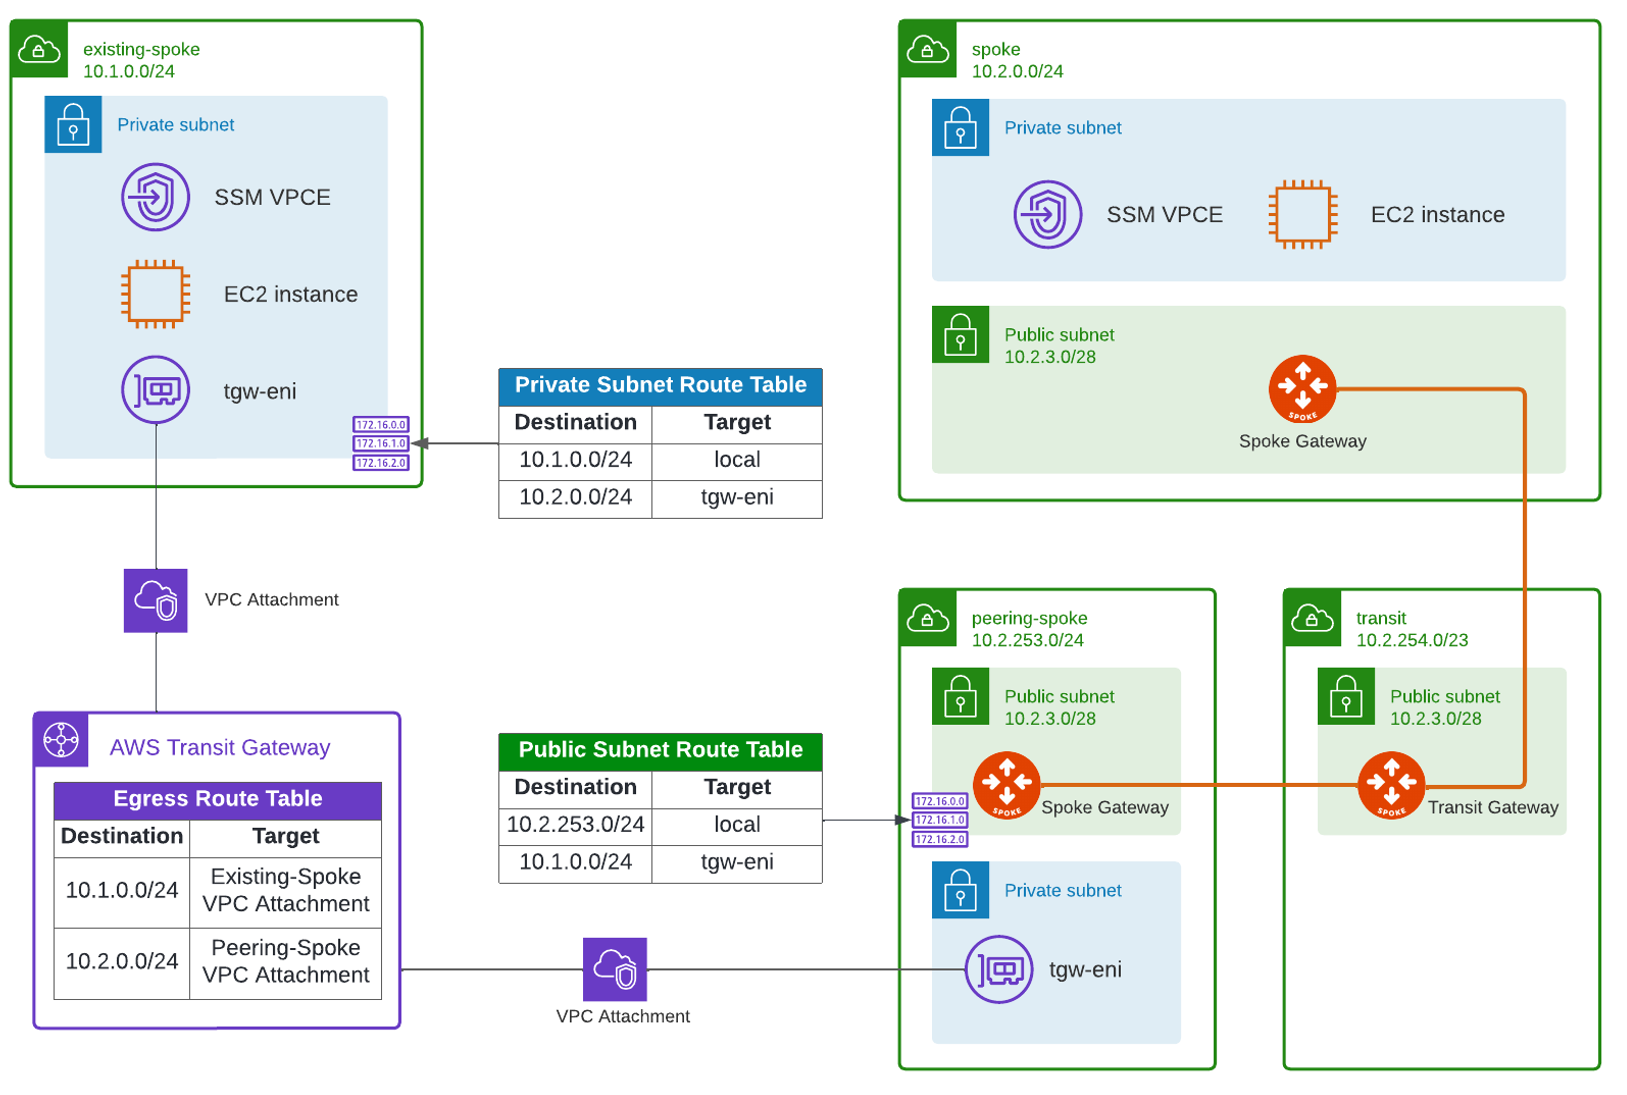 existing-spoke
10.1.0.0/24
Private subnet
SSM VPCE
EC2 instance
tgw-eni
172.16.0.0
172.16.1.0
172.16.2.0
Private Subnet Route Table
Destination Target
10.1.0.0/24 local
10.2.0.0/24 tgw-eni
spoke
10.2.0.0/24
Private subnet
SSM VPCE
EC2 instance
Public subnet
10.2.3.0/28
SPOKE
Spoke Gateway
VPC Attachment
AWS Transit Gateway
Egress Route Table
Destination Target
10.1.0.0/24 Existing-Spoke
VPC Attachment
10.2.0.0/24 Peering-Spoke
VPC Attachment
VPC Attachment
Public Subnet Route Table
Destination Target
10.2.253.0/24 local
10.1.0.0/24 tgw-eni
172.16.0.0
172.16.1.0
172.16.2.0
peering-spoke
10.2.253.0/24
Public subnet
10.2.3.0/28
SPOKE
Spoke Gateway
Private subnet
tgw-eni
transit
10.2.254.0/23
Public subnet
10.2.3.0/28
SPOKE
Transit Gateway